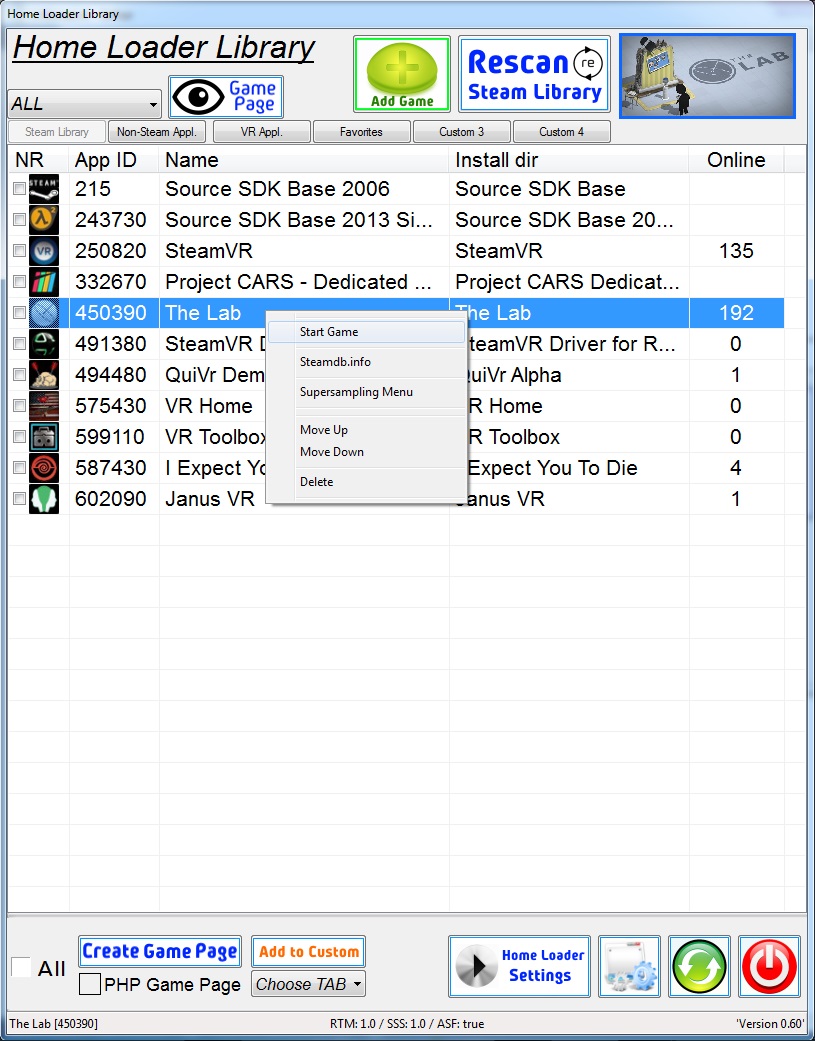 Home Loader Library
Home Loader Library
ALL
Game
Page
Add Game
Rescan re
Steam Library
THE LAB
Steam Library Non-Steam Appl. VR Appl. Favorites Custom 3 Custom 4
NR App ID Name Install dir Online
STEAM 215 Source SDK Base 2006 Source SDK Base
243730 Source SDK Base 2013 Si... Source SDK Base 20...
VR 250820 SteamVR SteamVR 135
332670 Project CARS - Dedicated ... Project CARS Dedicat...
450390 The Lab The Lab 192
491380 SteamVR D teamVR Driver for R... 0
494480 QuiVr Dem QuiVr Alpha 1
575430 VR Home R Home 0
599110 VR Toolbox R Toolbox 0
587430 I Expect Yo Expect You To Die 4
602090 Janus VR anus VR 1
Start Game
Steamdb.info
Supersampling Menu
Move Up
Move Down
Delete
All
Create Game Page
PHP Game Page
Add to Custom
Choose TAB
Home Loader
Settings
The Lab [450390] RTM: 1.0 / SSS: 1.0 / ASF: true 'Version 0.60'